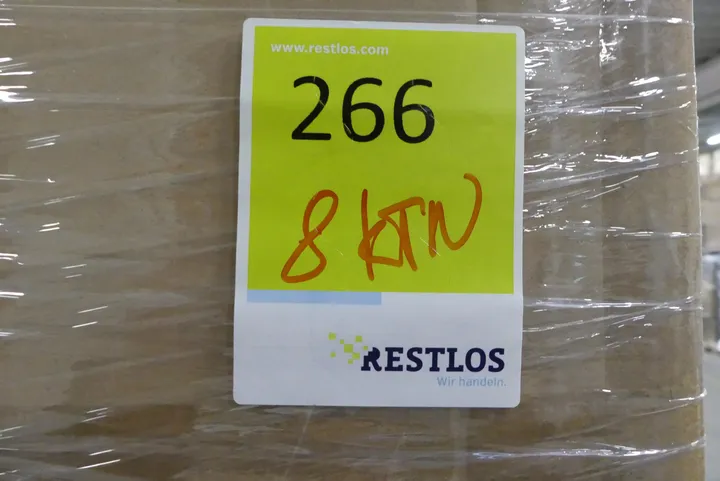 www.restlos.com
266
8 KTN
RESTLOS
Wir handeln.